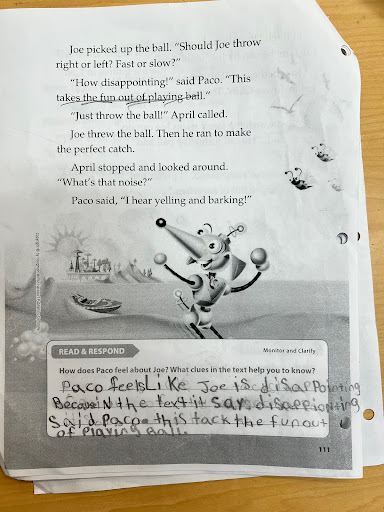 Joe picked up the ball. “Should Joe throw
right or left? Fast or slow?”
“How disappointing!” said Paco. “This
takes the fun out of playing ball.”
“Just throw the ball!” April called.
Joe threw the ball. Then he ran to make
the perfect catch.
April stopped and looked around.
“What’s that noise?”
Paco said, “I hear yelling and barking!”
READ & RESPOND
Monitor and Clarify
How does Paco feel about Joe? What clues in the text help you to know?
Paco feels Like Joe is disappointing
Because N the text it says disappionting
Said Paco this tack the fun out
of Playing Ball.
111